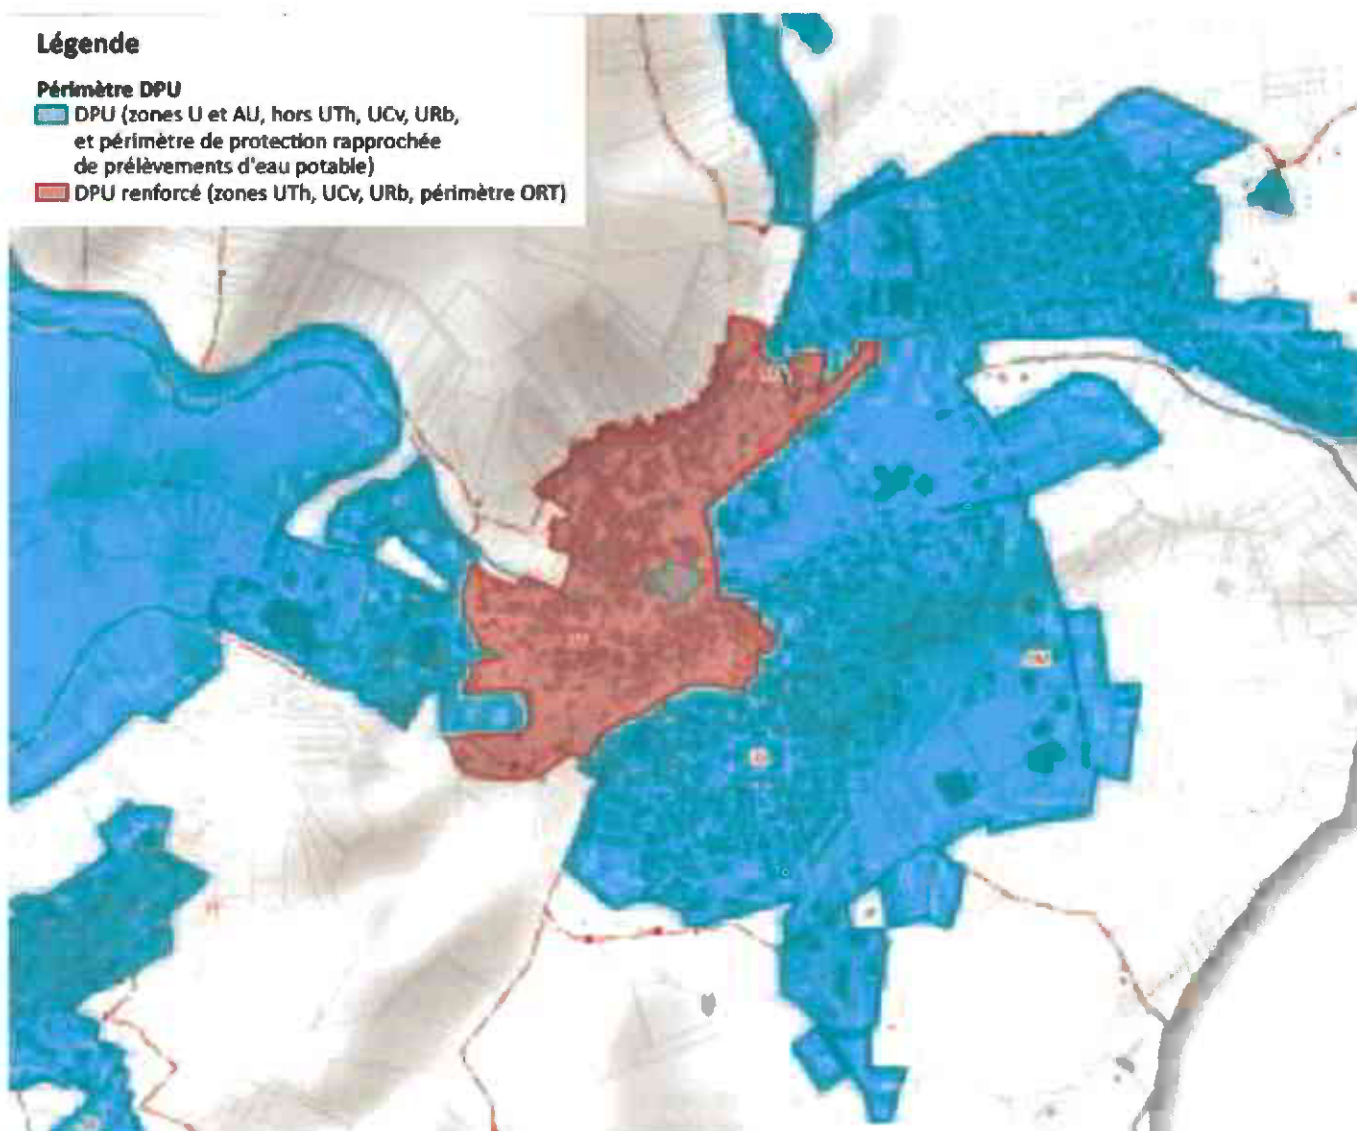 Légende
Périmètre DPU
DPU (zones U et AU, hors UTh, UCv, URb,
et périmètre de protection rapprochée
de prélèvements d'eau potable)
DPU renforcé (zones UTh, UCv, URb, périmètre ORT)